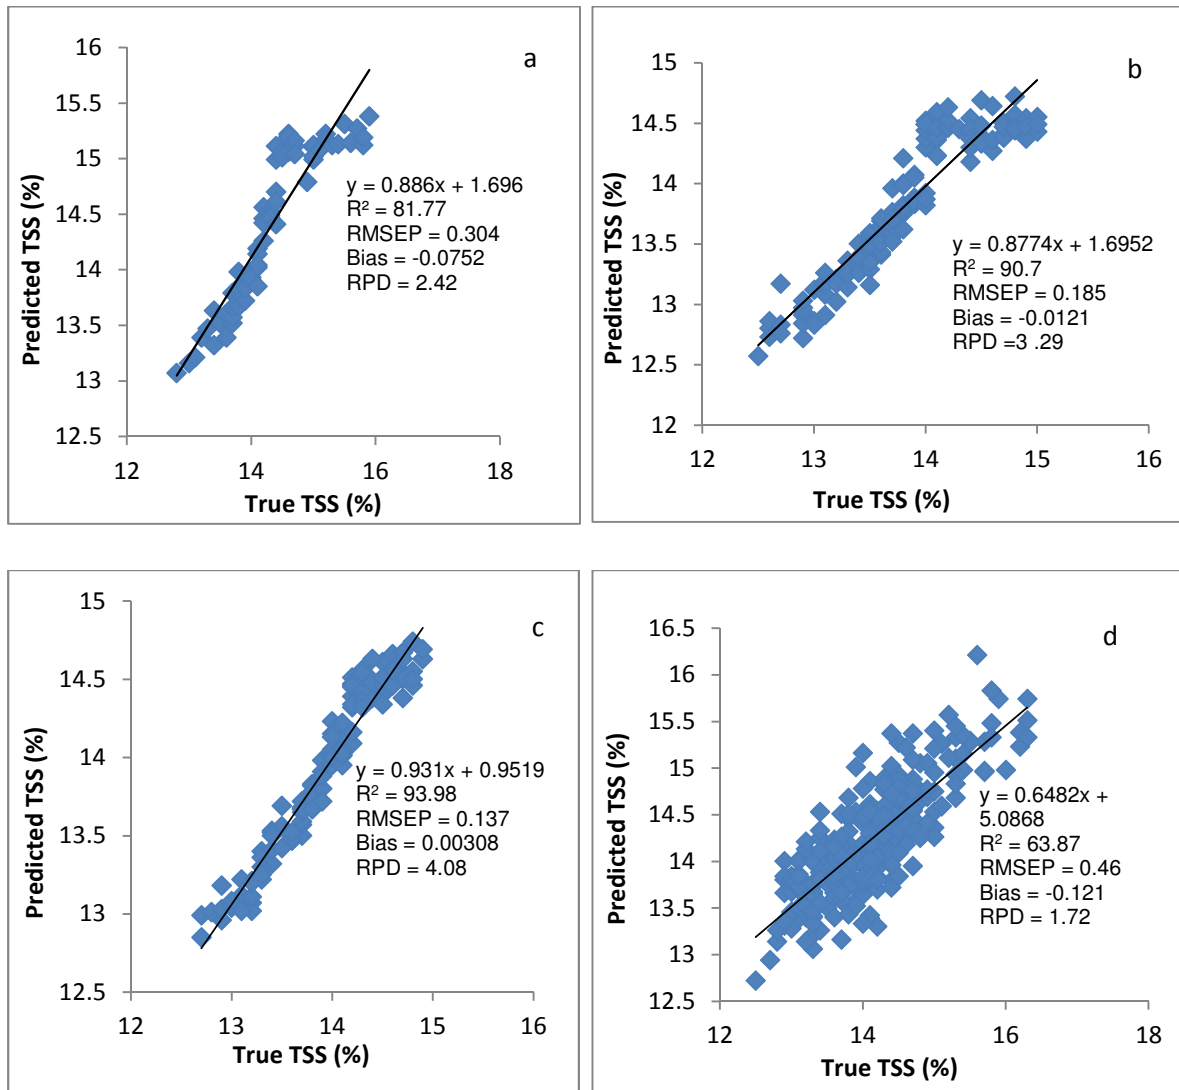 a
16
15.5
15
14.5
14
13.5
13
12.5
Predicted TSS (%)
y = 0.886x + 1.696
R² = 81.77
RMSEP = 0.304
Bias = -0.0752
RPD = 2.42
12 14 16 18
True TSS (%)
b
15
14.5
14
13.5
13
12.5
12
Predicted TSS (%)
y = 0.8774x + 1.6952
R² = 90.7
RMSEP = 0.185
Bias = -0.0121
RPD =3 .29
12 13 14 15 16
True TSS (%)
c
15
14.5
14
13.5
13
12.5
Predicted TSS (%)
y = 0.931x + 0.9519
R² = 93.98
RMSEP = 0.137
Bias = 0.00308
RPD = 4.08
12 13 14 15 16
True TSS (%)
d
16.5
16
15.5
15
14.5
14
13.5
13
12.5
Predicted TSS (%)
y = 0.6482x +
5.0868
R² = 63.87
RMSEP = 0.46
Bias = -0.121
RPD = 1.72
12 14 16 18
True TSS (%)